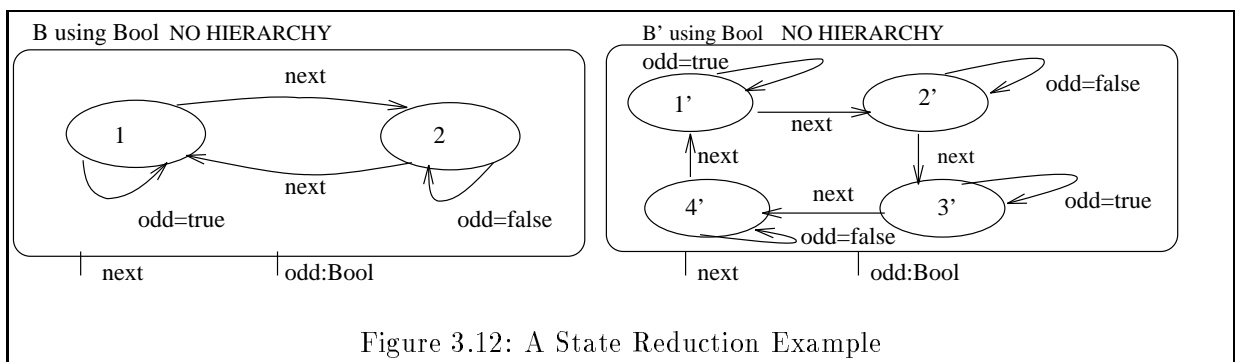 B using Bool NO HIERARCHY
next
1
2
next
odd=true
odd=false
next
odd:Bool
B' using Bool NO HIERARCHY
odd=true
1'
2'
odd=false
next
next
next
4'
next
3'
odd=true
odd=false
next
odd:Bool
Figure 3.12: A State Reduction Example